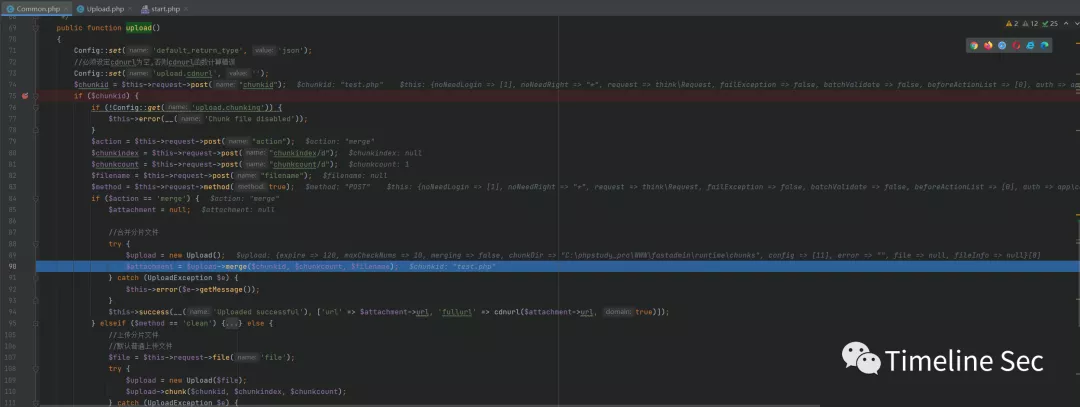 Common.php × Upload.php × start.php ×
68 */
69 public function upload()
70 {
71 Config::set( name: 'default_return_type', value: 'json');
72 //必须设定cdnurl为空,否则cdnurl函数计算错误
73 Config::set( name: 'upload.cdnurl', value: '');
74 $chunkid = $this->request->post( name: "chunkid"); $chunkid: "test.php" $this: {noNeedLogin => [1], noNeedRight => "*", request => think\Request, failException => false, batchValidate => false, beforeActionList => [0], auth => app
75 if ($chunkid) {
76 if (!Config::get( name: 'upload.chunking')) {
77 $this->error(__( name: 'Chunk file disabled'));
78 }
79 $action = $this->request->post( name: "action"); $action: "merge"
80 $chunkindex = $this->request->post( name: "chunkindex/d"); $chunkindex: null
81 $chunkcount = $this->request->post( name: "chunkcount/d"); $chunkcount: 1
82 $filename = $this->request->post( name: "filename"); $filename: null
83 $method = $this->request->method( method: true); $method: "POST" $this: {noNeedLogin => [1], noNeedRight => "*", request => think\Request, failException => false, batchValidate => false, beforeActionList => [0], auth => app
84 if ($action == 'merge') { $action: "merge"
85 $attachment = null; $attachment: null
86
87 //合并分片文件
88 try {
89 $upload = new Upload(); $upload: {expire => 120, maxCheckNums => 10, merging => false, chunkDir => "C:\phpstudy_pro\WWW\fastadmin\runtime\chunks", config => [11], error => "", file => null, fileInfo => null}[8]
90 $attachment = $upload->merge($chunkid, $chunkcount, $filename); $chunkid: "test.php"
91 } catch (UploadException $e) {
92 $this->error($e->getMessage());
93 }
94 $this->success(__( name: 'Uploaded successful'), ['url' => $attachment->url, 'fullurl' => cdnurl($attachment->url, domain: true)]);
95 } elseif ($method == 'clean') {...} else {
105 //上传分片文件
106 //默认普通上传文件
107 $file = $this->request->file( name: 'file');
108 try {
109 $upload = new Upload($file);
110 $upload->chunk($chunkid, $chunkindex, $chunkcount);
111 } catch (UploadException $e) {
2 12 25
Timeline Sec